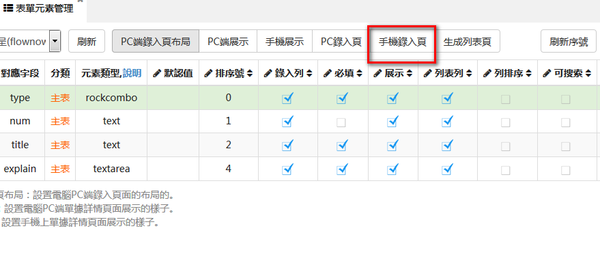 表單元素管理
呈(flownow 刷新 PC端錄入頁布局 PC端展示 手機展示 PC錄入頁 手機錄入頁 生成列表頁 刷新序號
對應字段 分類 元素類型,說明 默認值 排序號 錄入列 必填 展示 列表列 列排序 可搜索
type 主表 rockcombo 0
num 主表 text 1
title 主表 text 2
explain 主表 textarea 4
頁布局：設置電腦PC端錄入頁面的布局的。
：設置電腦PC端單據詳情頁面展示的樣子。
設置手機上單據詳情頁面展示的樣子。